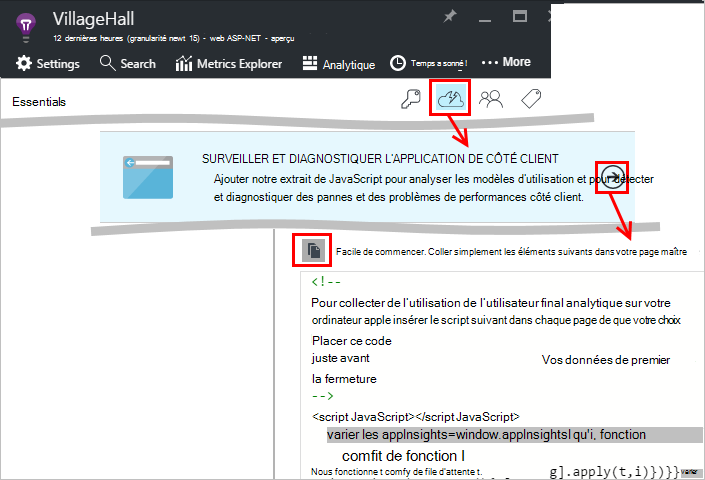 VillageHall
12 dernières heures (granularité newt 15) - web ASP-NET - aperçu
Settings
Search
Metrics Explorer
Analytique
Temps a sonné !
More
Essentials
SURVEILLER ET DIAGNOSTIQUER L'APPLICATION DE CÔTÉ CLIENT
Ajouter notre extrait de JavaScript pour analyser les modèles d'utilisation et pour détecter
et diagnostiquer des pannes et des problèmes de performances côté client.
Facile de commencer. Coller simplement les éléments suivants dans votre page maître
<!--
Pour collecter de l'utilisation de l'utilisateur final analytique sur votre
ordinateur apple insérer le script suivant dans chaque page de que votre choix
Placer ce code
juste avant
Vos données de premier
la fermeture
-->
<script JavaScript></script JavaScript>
varier les appInsights=window.appInsightsl qu'i, fonction
comfit de fonction I
Nous fonctionne t comfy de file d'attente t.
g].apply(t,i)})}}